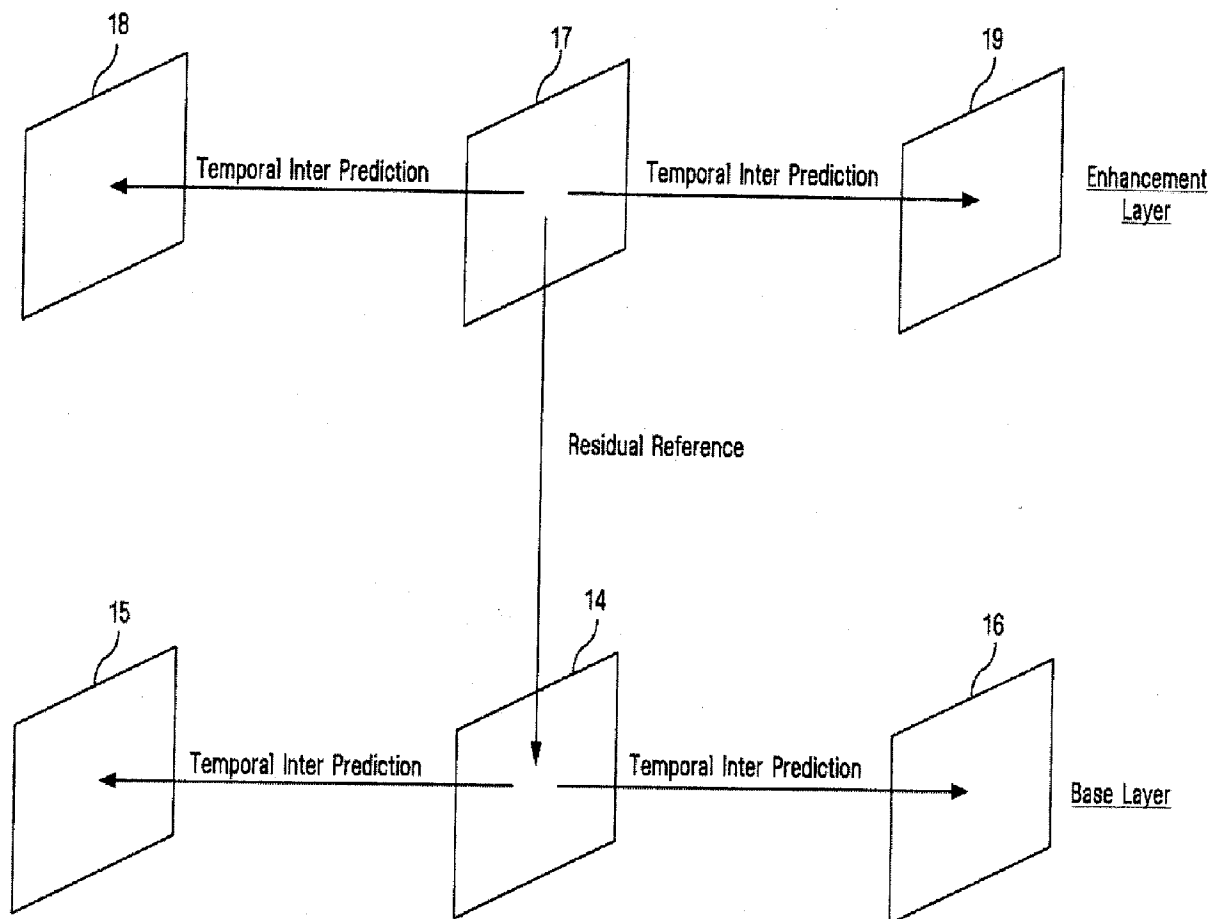 18
17
19
Temporal Inter Prediction
Temporal Inter Prediction
Enhancement
Layer
Residual Reference
15
14
16
Temporal Inter Prediction
Temporal Inter Prediction
Base Layer